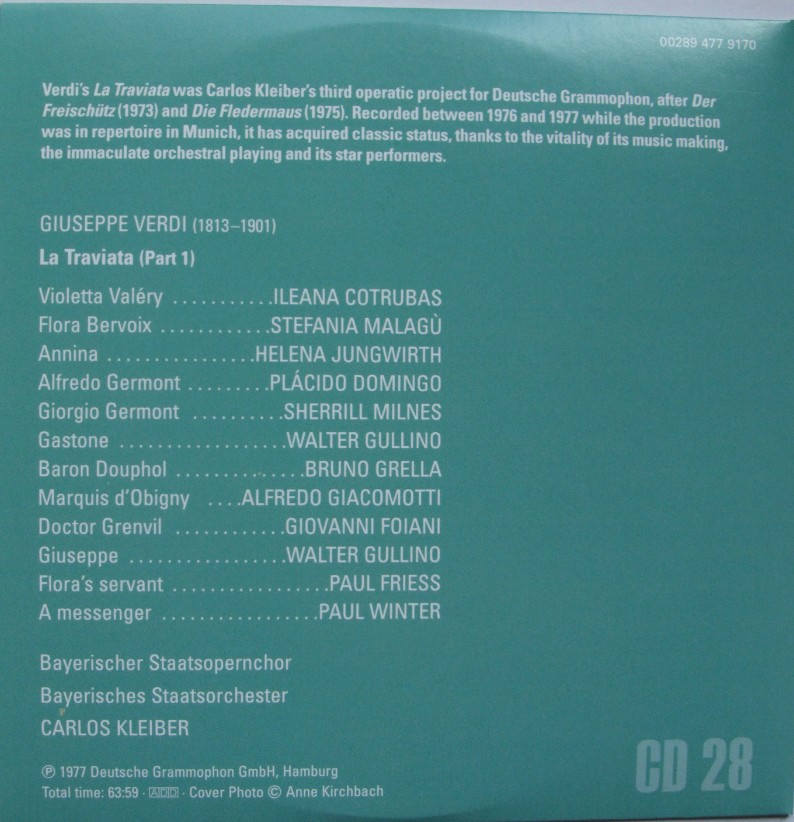 00289 477 9170
Verdi's La Traviata was Carlos Kleiber's third operatic project for Deutsche Grammophon, after Der
Freischütz (1973) and Die Fledermaus (1975). Recorded between 1976 and 1977 while the production
was in repertoire in Munich, it has acquired classic status, thanks to the vitality of its music making,
the immaculate orchestral playing and its star performers.
GIUSEPPE VERDI (1813–1901)
La Traviata (Part 1)
Violetta Valéry ...........ILEANA COTRUBAS
Flora Bervoix ............STEFANIA MALAGÙ
Annina ................HELENA JUNGWIRTH
Alfredo Germont .........PLÁCIDO DOMINGO
Giorgio Germont ..........SHERRILL MILNES
Gastone ..................WALTER GULLINO
Baron Douphol ..............BRUNO GRELLA
Marquis d'Obigny ....ALFREDO GIACOMOTTI
Doctor Grenvil ............GIOVANNI FOIANI
Giuseppe .................WALTER GULLINO
Flora's servant .................PAUL FRIESS
A messenger .................PAUL WINTER
Bayerischer Staatsopernchor
Bayerisches Staatsorchester
CARLOS KLEIBER
℗ 1977 Deutsche Grammophon GmbH, Hamburg
Total time: 63:59 · ADD · Cover Photo © Anne Kirchbach
CD 28